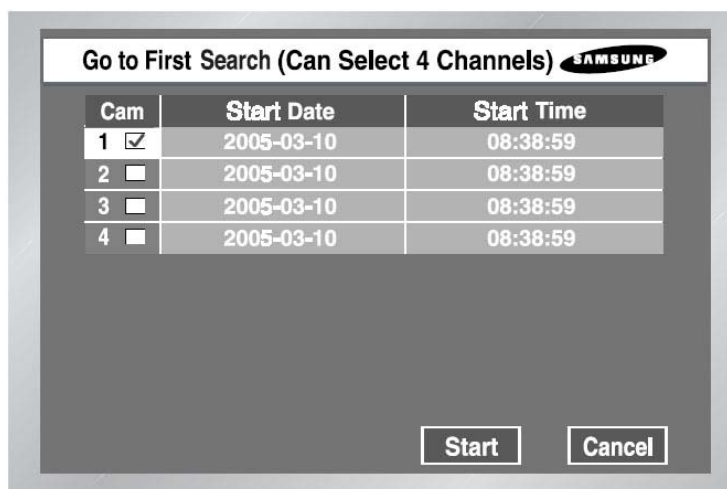 Go to First Search (Can Select 4 Channels) SAMSUNG
Cam Start Date Start Time
1 2005-03-10 08:38:59
2 2005-03-10 08:38:59
3 2005-03-10 08:38:59
4 2005-03-10 08:38:59
Start Cancel